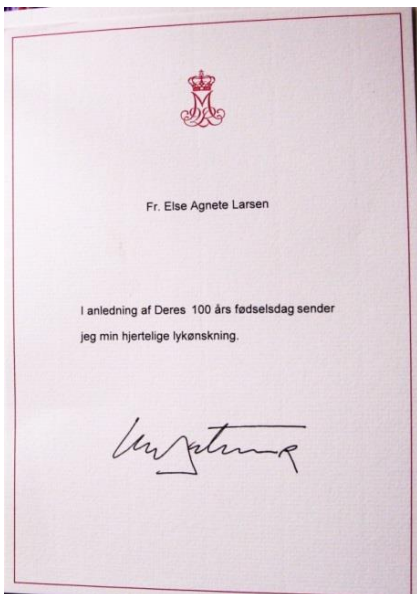 Fr. Else Agnete Larsen
I anledning af Deres 100 års fødselsdag sender
jeg min hjertelige lykønskning.